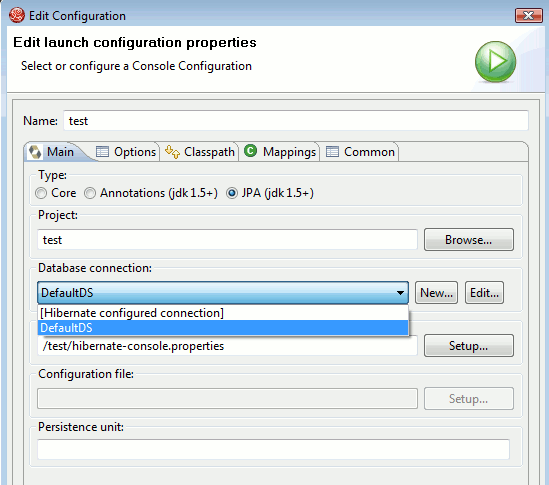 Edit Configuration
Edit launch configuration properties
Select or configure a Console Configuration
Name: test
Main Options Classpath C Mappings Common
Type:
Core Annotations (jdk 1.5+) JPA (jdk 1.5+)
Project:
test Browse...
Database connection:
DefaultDS New... Edit...
[Hibernate configured connection]
DefaultDS
/test/hibernate-console.properties Setup...
Configuration file:
Setup...
Persistence unit: